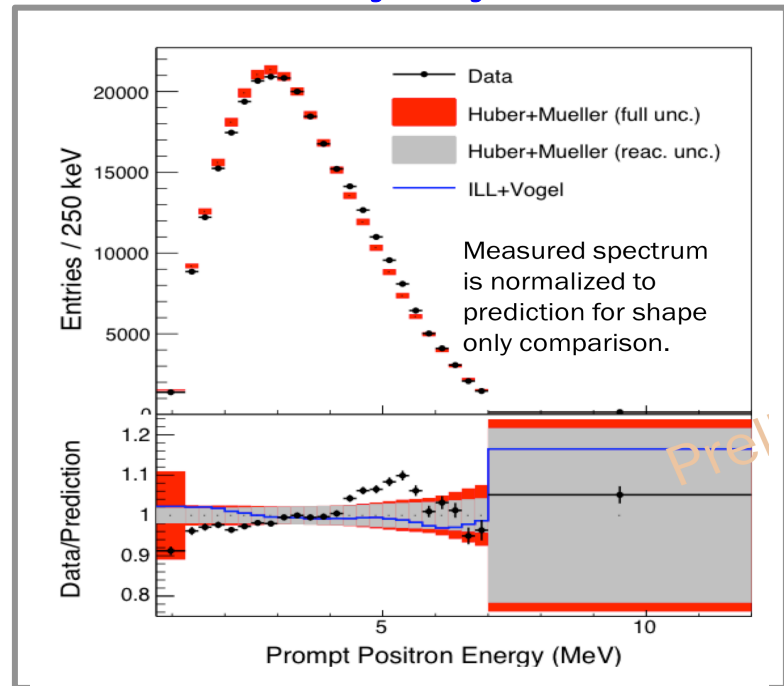 Data
Huber+Mueller (full unc.)
Huber+Mueller (reac. unc.)
ILL+Vogel
Measured spectrum
is normalized to
prediction for shape
only comparison.
Entries / 250 keV
20000
15000
10000
5000
0
Data/Prediction
1.2
1.1
1
0.9
0.8
5
10
Prompt Positron Energy (MeV)